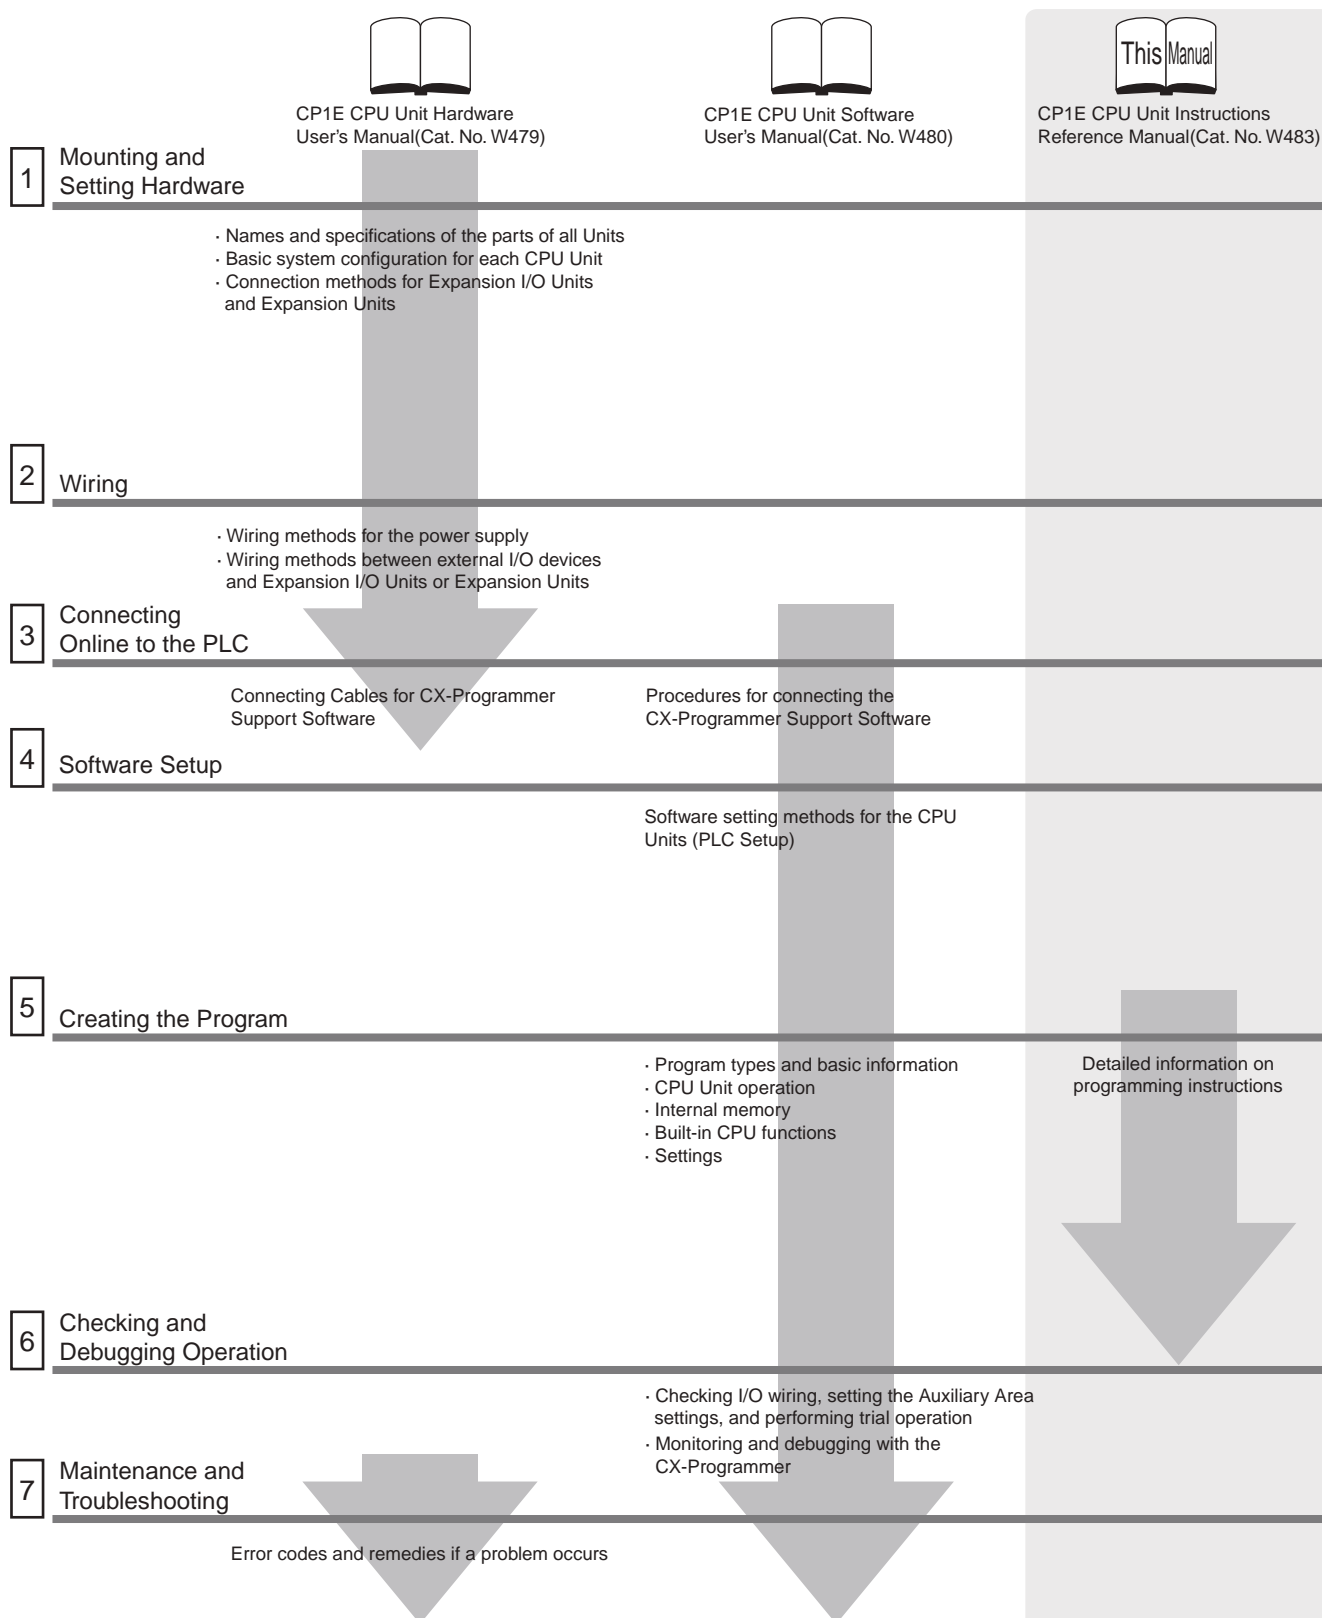 This Manual
CP1E CPU Unit Hardware
User's Manual(Cat. No. W479)
CP1E CPU Unit Software
User's Manual(Cat. No. W480)
CP1E CPU Unit Instructions
Reference Manual(Cat. No. W483)
1
Mounting and
Setting Hardware
· Names and specifications of the parts of all Units
· Basic system configuration for each CPU Unit
· Connection methods for Expansion I/O Units
and Expansion Units
2
Wiring
· Wiring methods for the power supply
· Wiring methods between external I/O devices
and Expansion I/O Units or Expansion Units
3
Connecting
Online to the PLC
Connecting Cables for CX-Programmer
Support Software
Procedures for connecting the
CX-Programmer Support Software
4
Software Setup
Software setting methods for the CPU
Units (PLC Setup)
5
Creating the Program
· Program types and basic information
· CPU Unit operation
· Internal memory
· Built-in CPU functions
· Settings
Detailed information on
programming instructions
6
Checking and
Debugging Operation
· Checking I/O wiring, setting the Auxiliary Area
settings, and performing trial operation
· Monitoring and debugging with the
CX-Programmer
7
Maintenance and
Troubleshooting
Error codes and remedies if a problem occurs